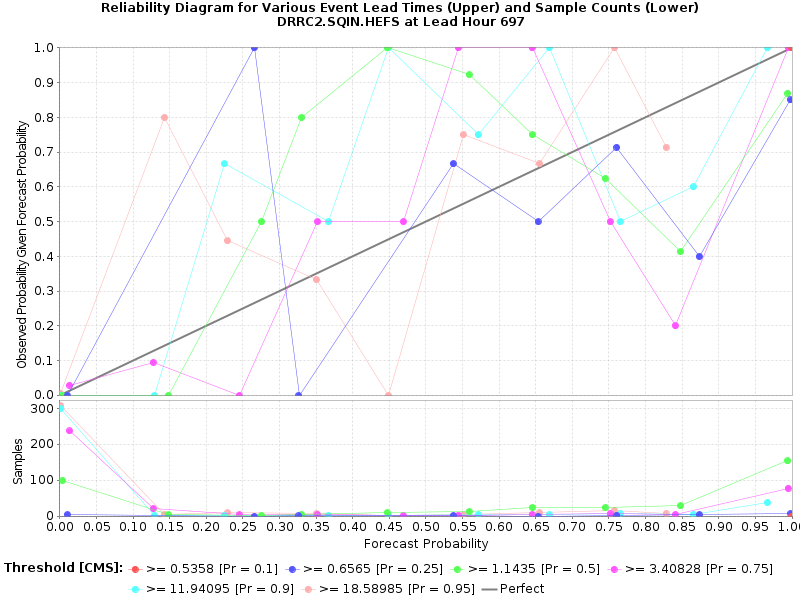 Reliability Diagram for Various Event Lead Times (Upper) and Sample Counts (Lower)
DRRC2.SQIN.HEFS at Lead Hour 697
Observed Probability Given Forecast Probability
1.0
0.9
0.8
0.7
0.6
0.5
0.4
0.3
0.2
0.1
0.0
Samples
300
200
100
0
0.00 0.05 0.10 0.15 0.20 0.25 0.30 0.35 0.40 0.45 0.50 0.55 0.60 0.65 0.70 0.75 0.80 0.85 0.90 0.95 1.00
Forecast Probability
Threshold [CMS]: >= 0.5358 [Pr = 0.1] >= 0.6565 [Pr = 0.25] >= 1.1435 [Pr = 0.5] >= 3.40828 [Pr = 0.75]
>= 11.94095 [Pr = 0.9] >= 18.58985 [Pr = 0.95] Perfect